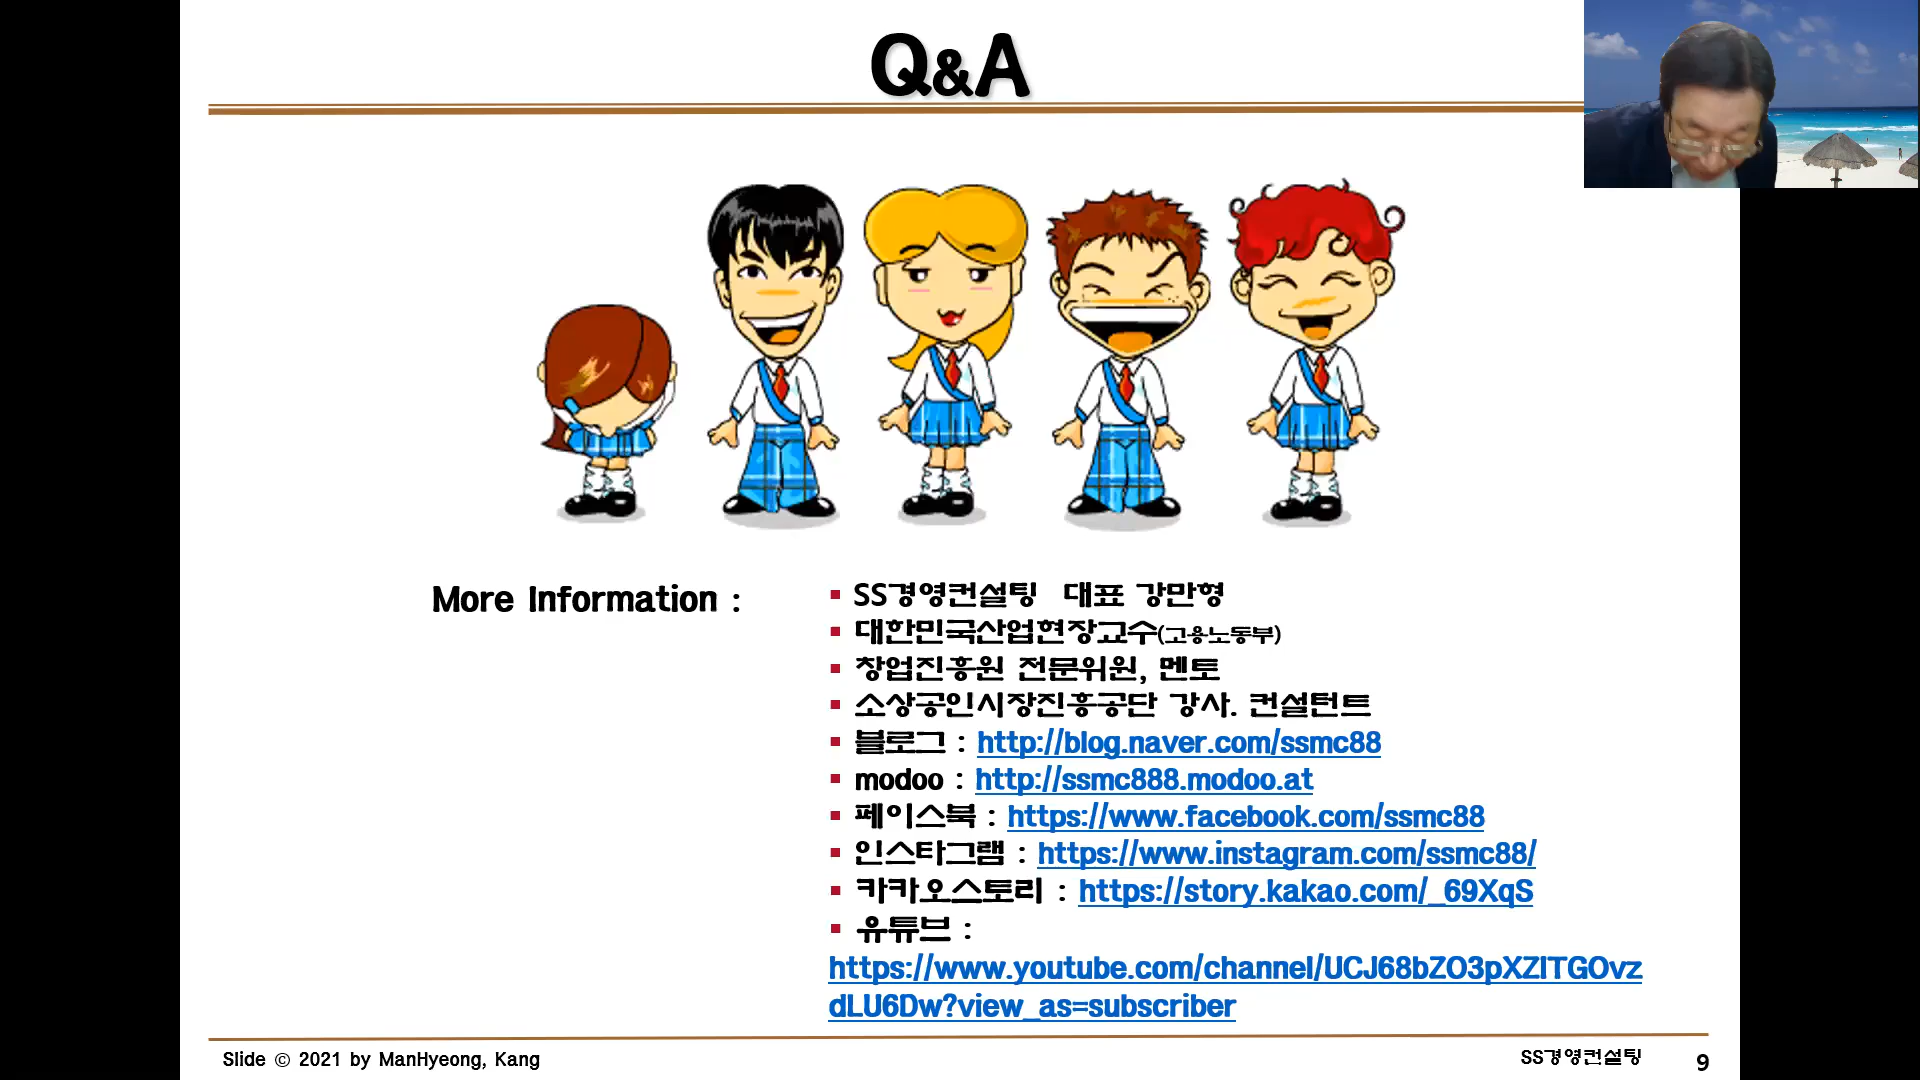 Q&A
More Information :
SS경영컨설팅 대표 강만형
대한민국산업현장교수(고용노동부)
창업진흥원 전문위원, 멘토
소상공인시장진흥공단 강사. 컨설턴트
블로그 : http://blog.naver.com/ssmc88
modoo : http://ssmc888.modoo.at
페이스북 : https://www.facebook.com/ssmc88
인스타그램 : https://www.instagram.com/ssmc88/
카카오스토리 : https://story.kakao.com/_69XqS
유튜브 :
https://www.youtube.com/channel/UCJ68bZO3pXZITGOvz
dLU6Dw?view_as=subscriber
Slide © 2021 by ManHyeong, Kang
SS경영컨설팅
9